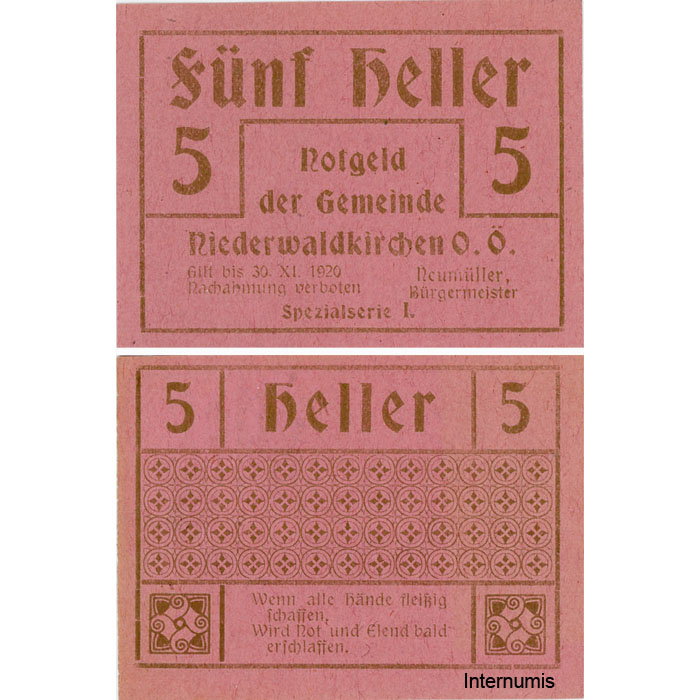 Fünf Heller
5 5
Notgeld
der Gemeinde
Niederwaldkirchen O. Ö.
Gilt bis 30. XI. 1920
Nachahmung verboten
Neumüller,
Bürgermeister
Spezialserie I.
5 Heller 5
Wenn alle Hände fleißig
schaffen,
Wird Not und Elend bald
erschlaffen.
Internumis